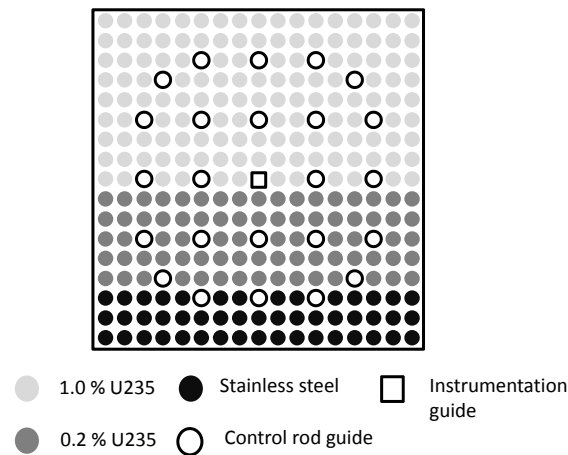 1.0 % U235
Stainless steel
Instrumentation
guide
0.2 % U235
Control rod guide